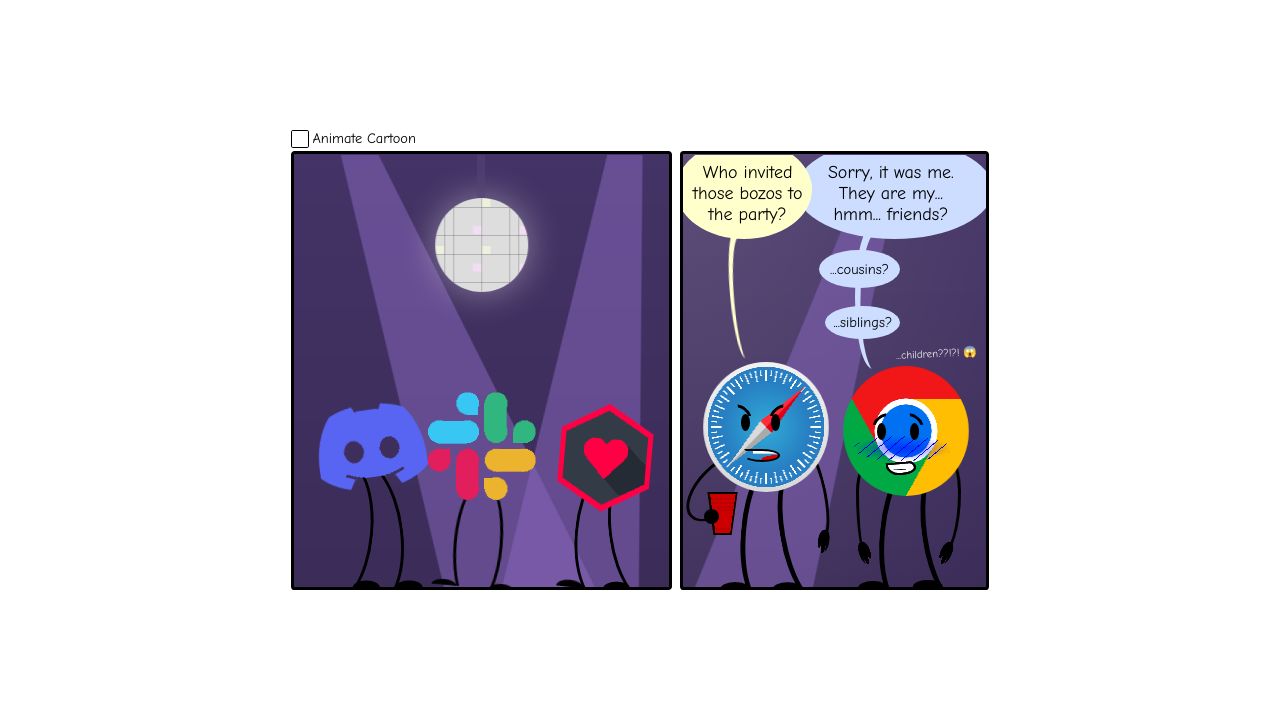 Animate Cartoon
Who invited
those bozos to
the party?
Sorry, it was me.
They are my...
hmm... friends?
...cousins?
...siblings?
...children??!?! 😱